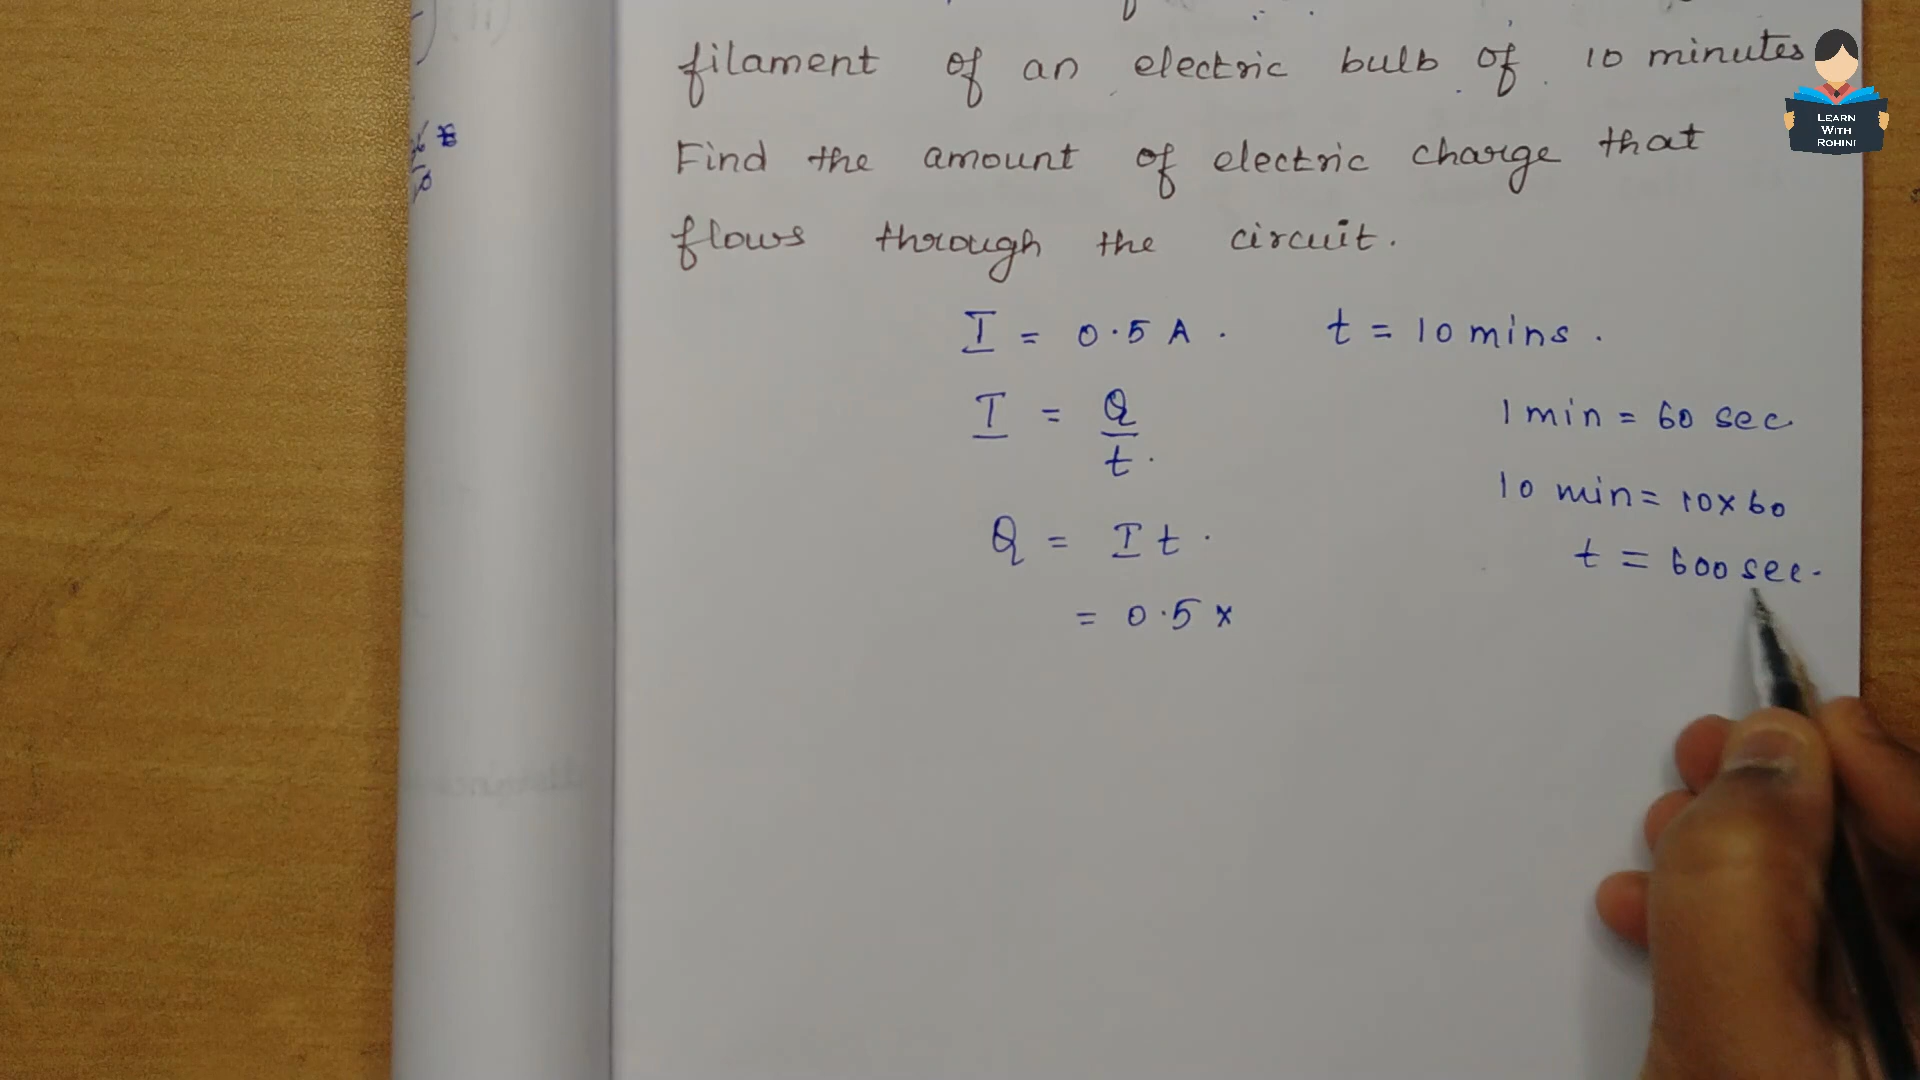 filament of an electric bulb of 10 minutes
Find the amount of electric charge that
flows through the circuit.
I = 0.5 A . t = 10 mins .
I = Q
t .
1 min = 60 sec
10 min = 10 x 60
Q = I t .
t = 600 sec .
= 0.5 x
LEARN
WITH
ROHINI